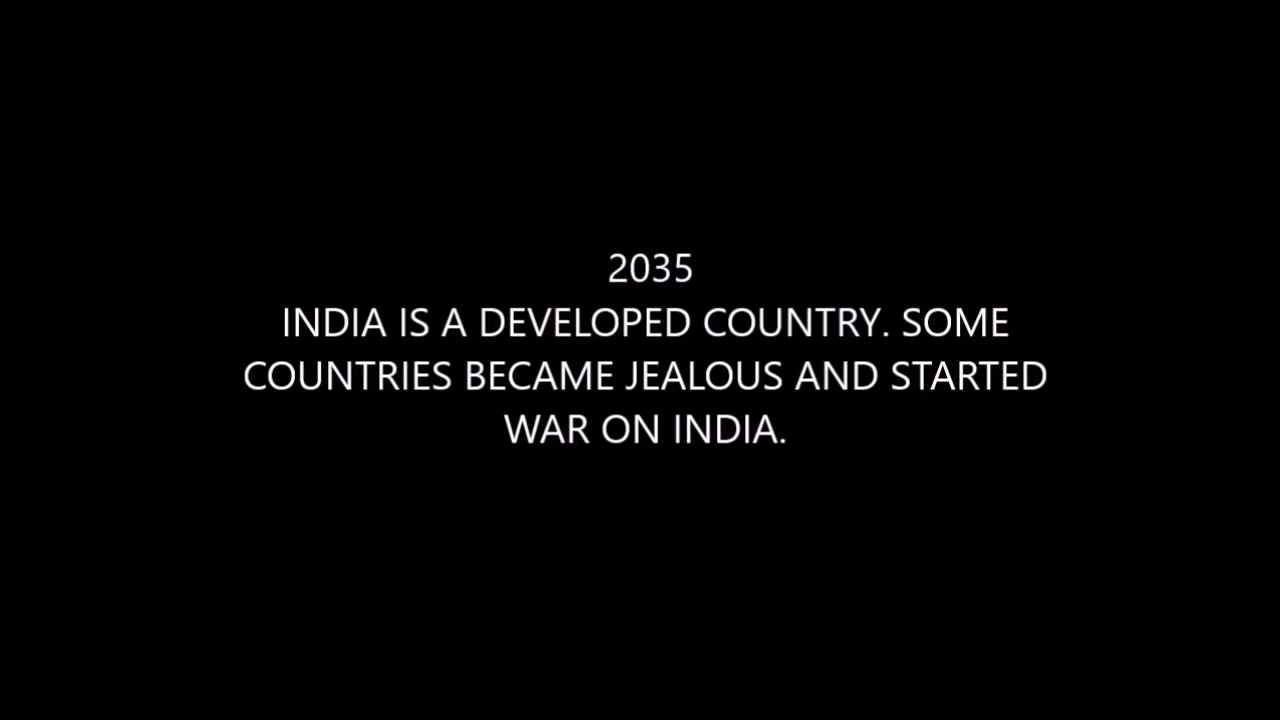 2035
INDIA IS A DEVELOPED COUNTRY. SOME
COUNTRIES BECAME JEALOUS AND STARTED
WAR ON INDIA.